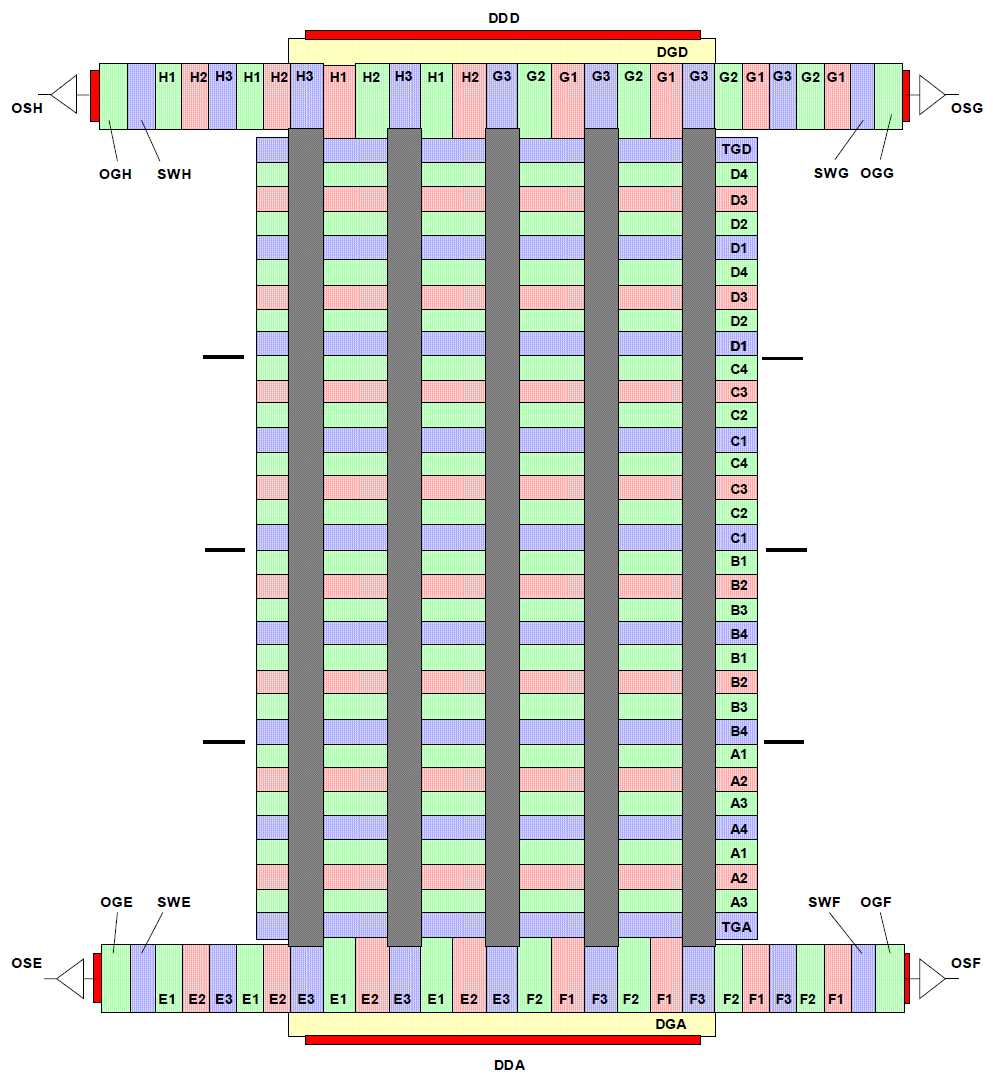 DDD
DGD
H1 H2 H3 H1 H2 H3 H1 H2 H3 H1 H2 G3 G2 G1 G3 G2 G1 G3 G2 G1 G3 G2 G1
OSH
OSG
OGH SWH
SWG OGG
TGD
D4
D3
D2
D1
D4
D3
D2
D1
C4
C3
C2
C1
C4
C3
C2
C1
B1
B2
B3
B4
B1
B2
B3
B4
A1
A2
A3
A4
A1
A2
A3
TGA
OGE SWE
SWF OGF
OSE
OSF
E1 E2 E3 E1 E2 E3 E1 E2 E3 E1 E2 E3 F2 F1 F3 F2 F1 F3 F2 F1 F3 F2 F1
DGA
DDA